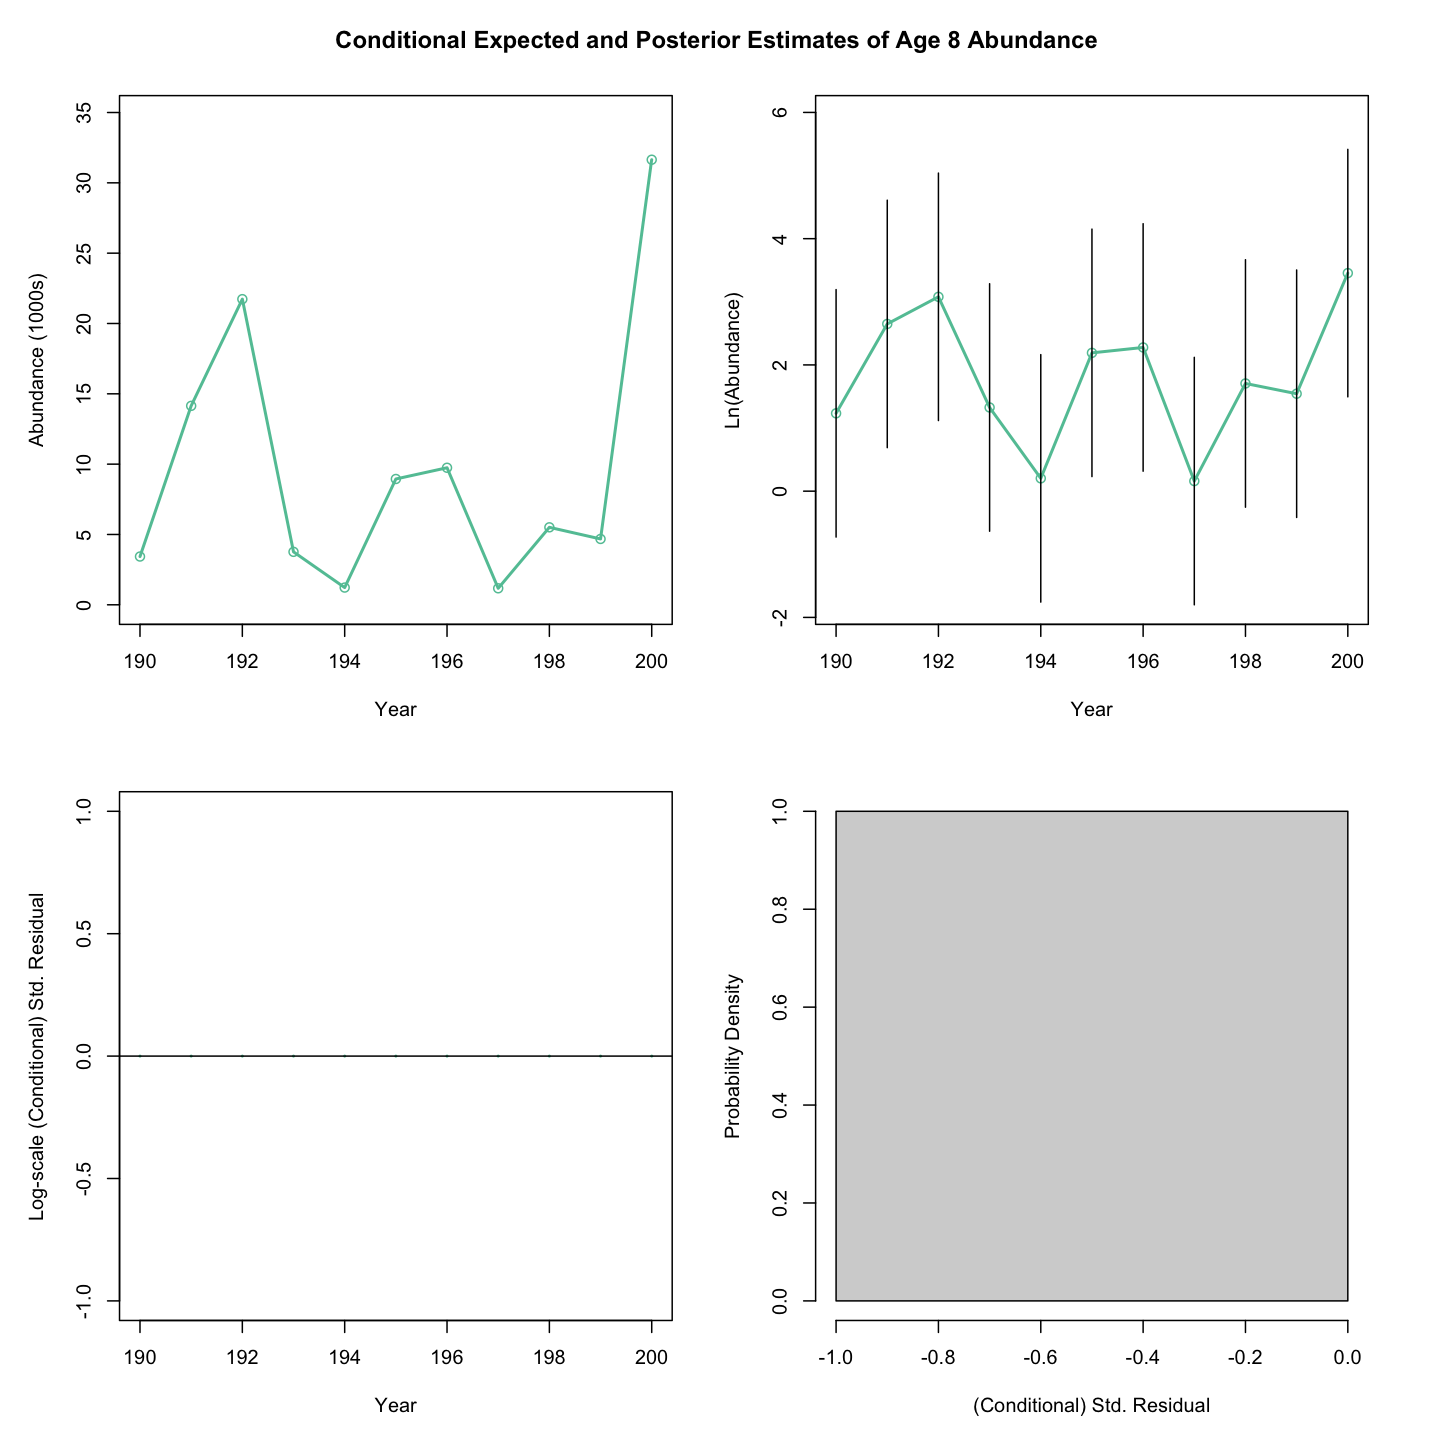 Conditional Expected and Posterior Estimates of Age 8 Abundance
Abundance (1000s)
35
30
25
20
15
10
5
0
190 192 194 196 198 200
Year
Ln(Abundance)
6
4
2
0
-2
190 192 194 196 198 200
Year
Log-scale (Conditional) Std. Residual
1.0
0.5
0.0
-0.5
-1.0
190 192 194 196 198 200
Year
Probability Density
1.0
0.8
0.6
0.4
0.2
0.0
-1.0 -0.8 -0.6 -0.4 -0.2 0.0
(Conditional) Std. Residual